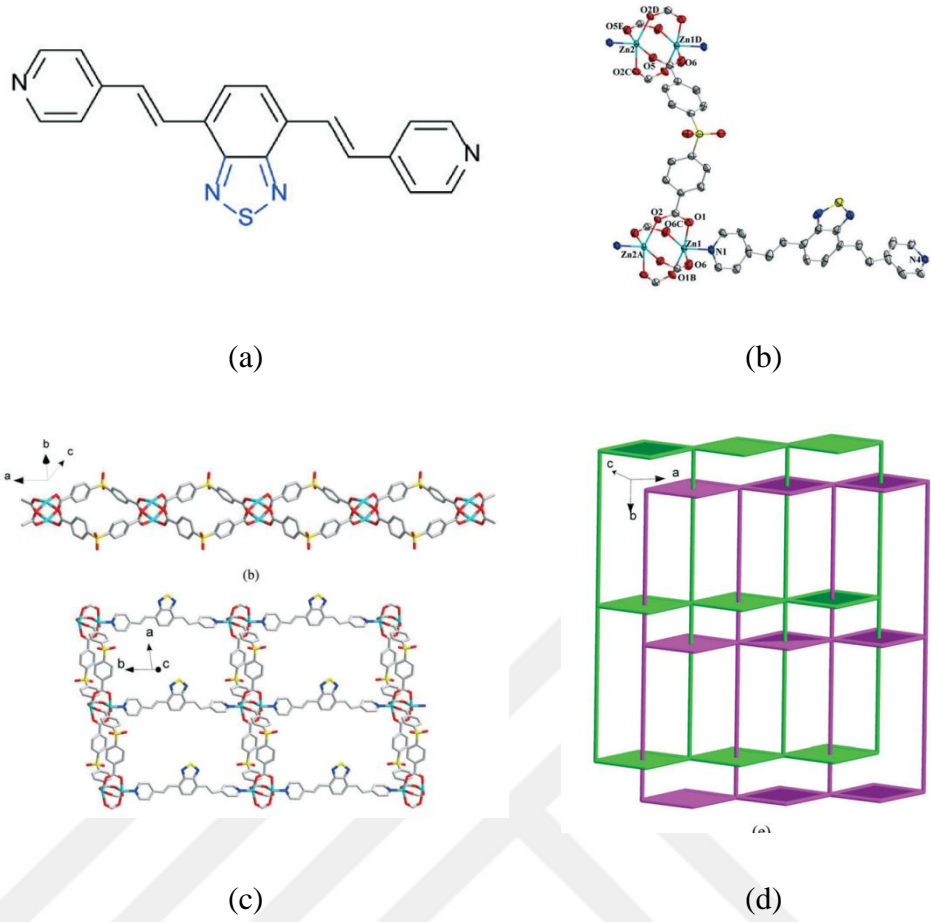 N
N
N
N
S
(a)
O2D
O5E
Zn1D
Zn2
O5
O6
O2C
O2
O1
O6C
Zn1
N1
Zn2A
O6
O1B
N4
(b)
b
c
a
(b)
a
b
c
(c)
c
a
b
(e)
(d)